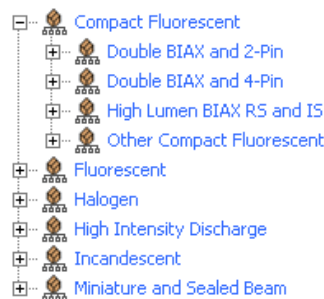 Compact Fluorescent
Double BIAX and 2-Pin
Double BIAX and 4-Pin
High Lumen BIAX RS and IS
Other Compact Fluorescent
Fluorescent
Halogen
High Intensity Discharge
Incandescent
Miniature and Sealed Beam